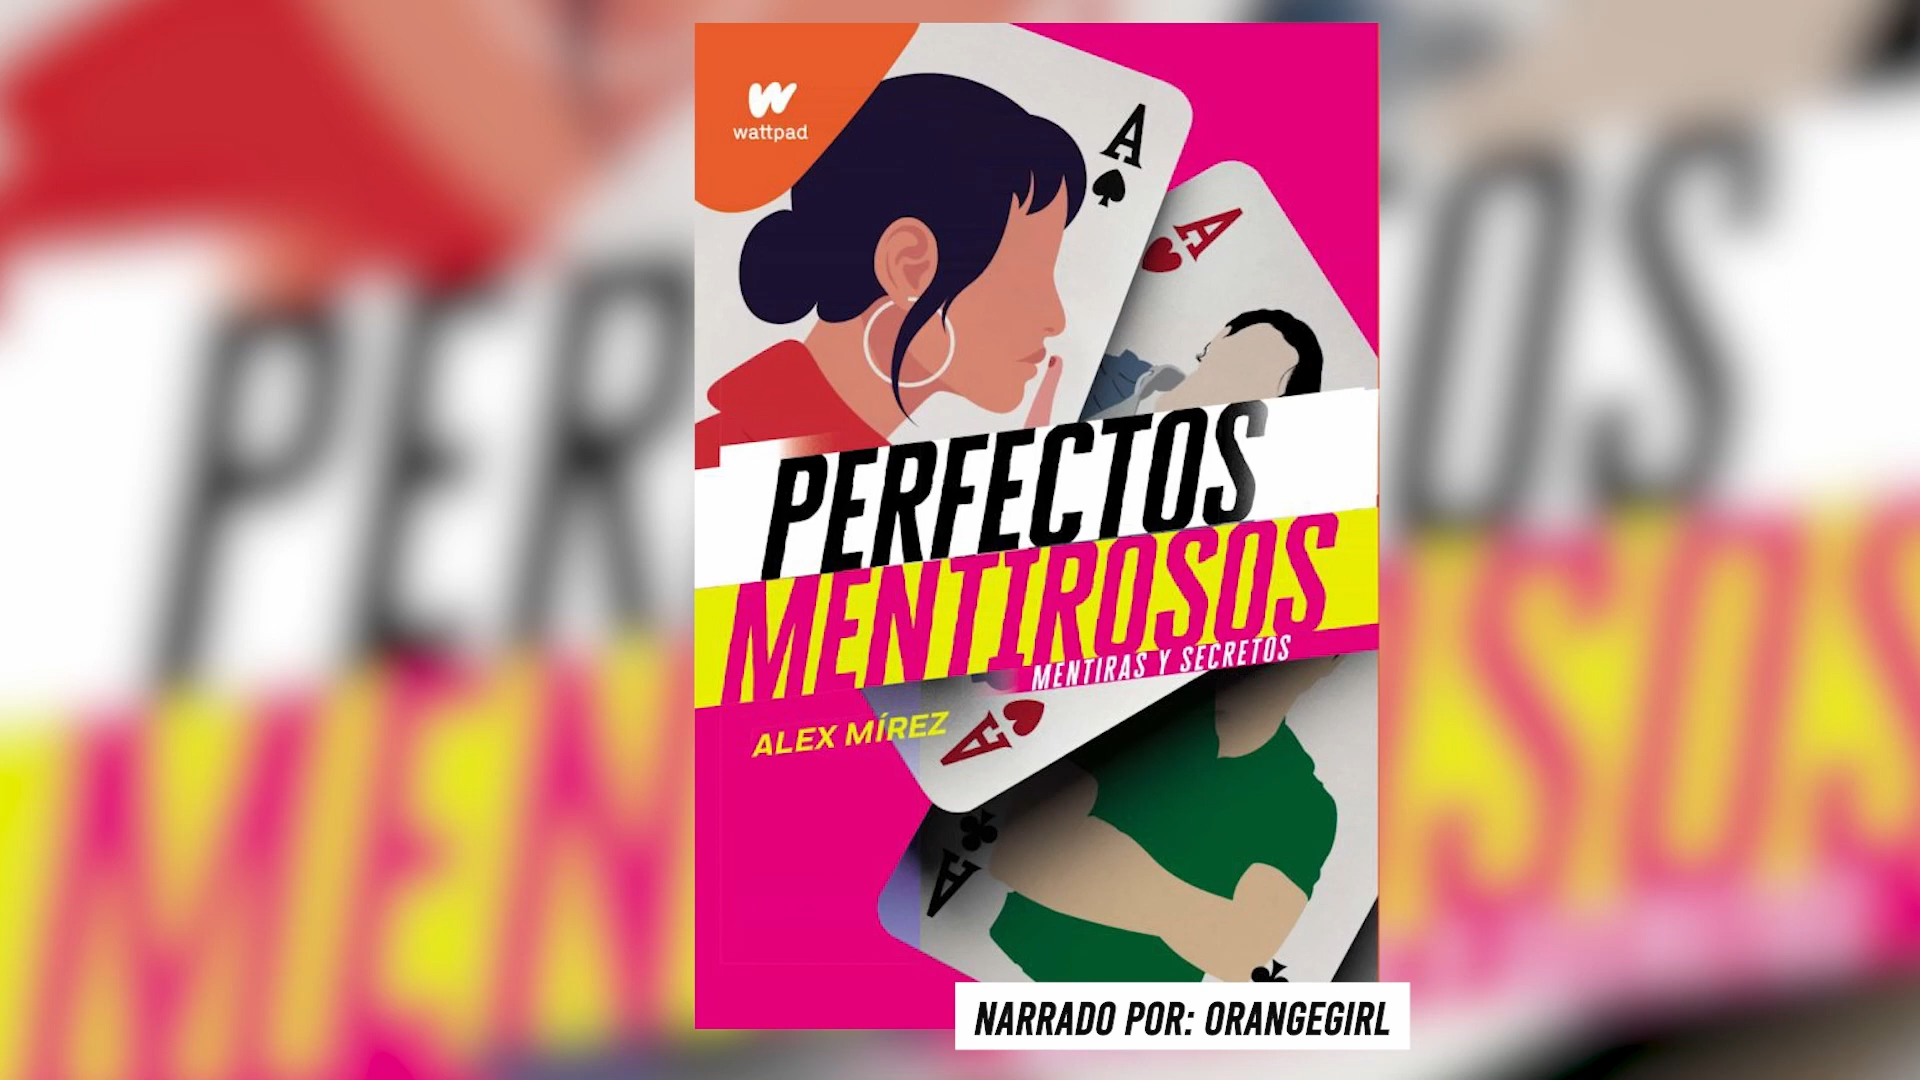 wattpad
A
A
PERFECTOS
MENTIROSOS
MENTIRAS Y SECRETOS
ALEX MÍREZ
A
A
NARRADO POR: ORANGEGIRL